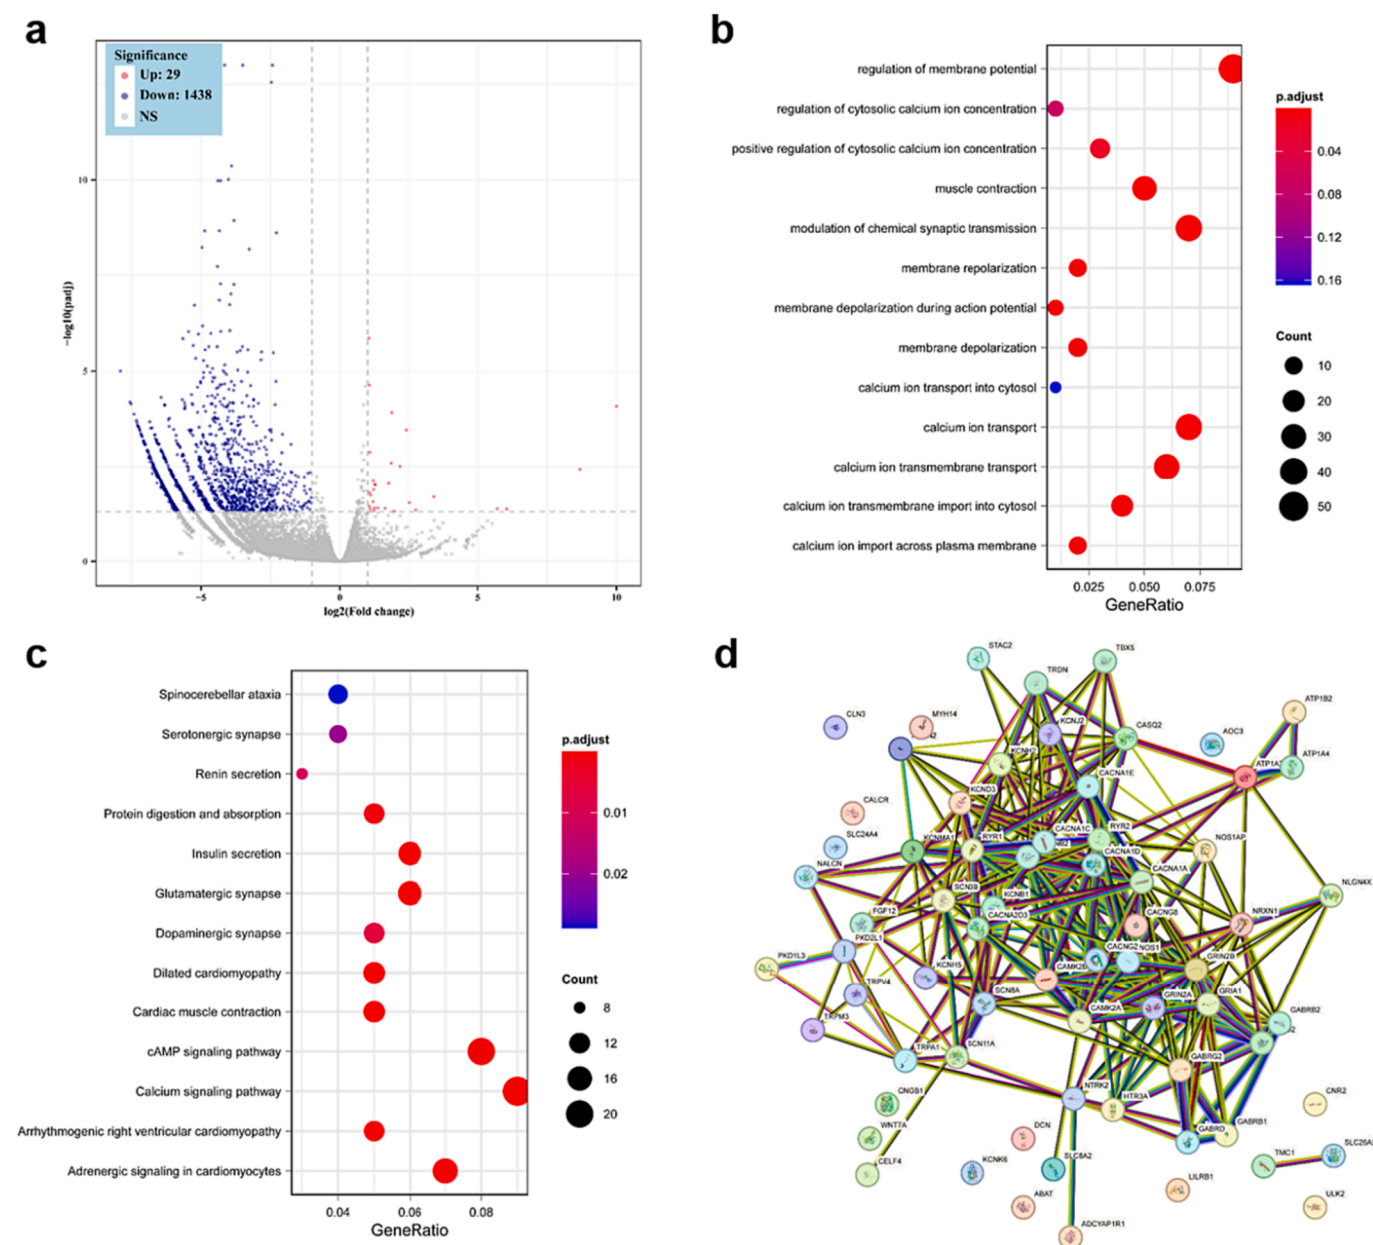 a
Significance
Up: 29
Down: 1438
NS
10
5
0
−log10(padj)
−5
0
5
10
log2(Fold change)
b
regulation of membrane potential
regulation of cytosolic calcium ion concentration
positive regulation of cytosolic calcium ion concentration
muscle contraction
modulation of chemical synaptic transmission
membrane repolarization
membrane depolarization during action potential
membrane depolarization
calcium ion transport into cytosol
calcium ion transport
calcium ion transmembrane transport
calcium ion transmembrane import into cytosol
calcium ion import across plasma membrane
0.025
0.050
0.075
GeneRatio
p.adjust
0.04
0.08
0.12
0.16
Count
10
20
30
40
50
c
Spinocerebellar ataxia
Serotonergic synapse
Renin secretion
Protein digestion and absorption
Insulin secretion
Glutamatergic synapse
Dopaminergic synapse
Dilated cardiomyopathy
Cardiac muscle contraction
cAMP signaling pathway
Calcium signaling pathway
Arrhythmogenic right ventricular cardiomyopathy
Adrenergic signaling in cardiomyocytes
0.04
0.06
0.08
GeneRatio
p.adjust
0.01
0.02
Count
8
12
16
20
d
STAC2
TBX5
TRDN
ATP1B2
CLN3
MYH14
KCNJ2
CASQ2
AOC3
KCNH2
ATP1A4
CACNA1E
KCND3
CALCR
SLC24A4
KCNMA1
RYR1
CACNA1C
RYR2
NOS1AP
CACNA1D
NALCN
CACNA1A
NLGN4X
SCN3B
KCNB1
FGF12
CACNA2D3
CACNG8
NRXN1
PKD2L1
CACNG2
NOS1
PKD1L3
KCNH5
CAMK2B
GRIN2B
TRPV4
SCN8A
CAMK2A
GRIN2A
GRIA1
GABRB2
TRPM3
TRPA1
SCN11A
GABRG2
CNGB1
NTRK2
HTR3A
CNR2
WNT7A
DCN
GABRD
GABRB1
CELF4
KCNK6
SLC8A2
TMC1
LILRB1
ABAT
ULK2
ADCYAP1R1